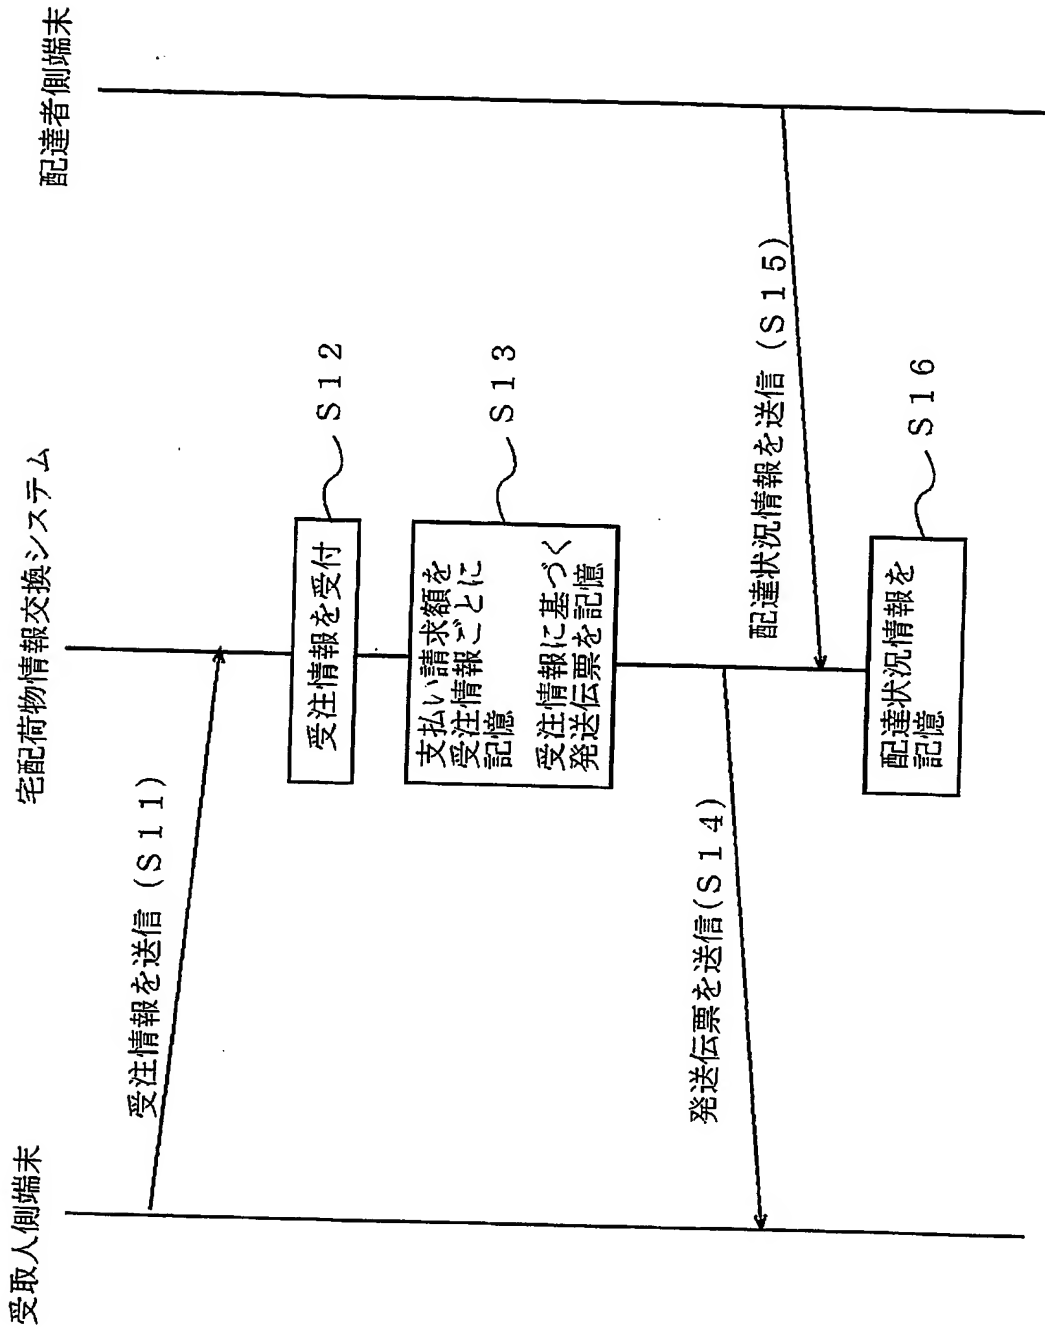 受取人側端末
宅配荷物情報交換システム
配達者側端末
受注情報を送信(S11)
受注情報を受付
S12
支払い請求額を
受注情報ごとに
記憶
受注情報に基づく
発送伝票を記憶
S13
発送伝票を送信(S14)
配達状況情報を送信(S15)
配達状況情報を
記憶
S16